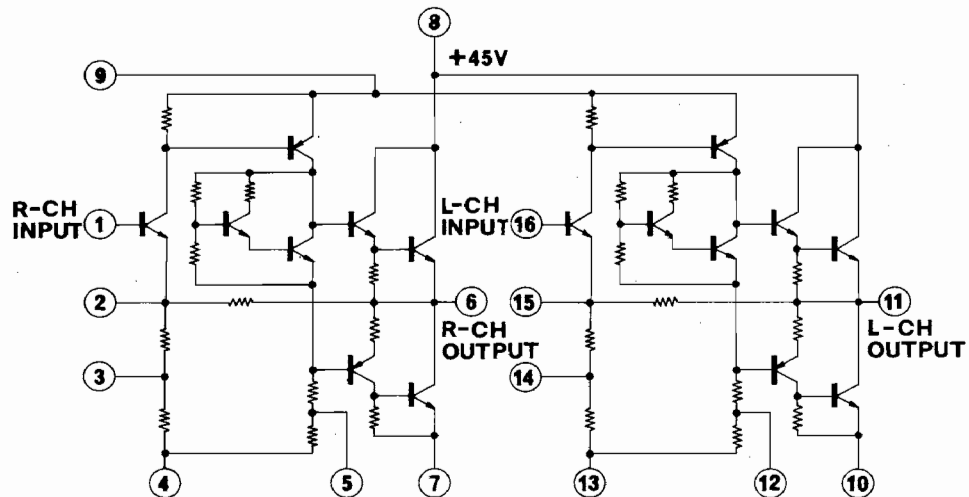 8
+45V
9
R-CH
INPUT
1
L-CH
INPUT
16
2
6
15
11
R-CH
OUTPUT
L-CH
OUTPUT
3
14
4
5
7
13
12
10